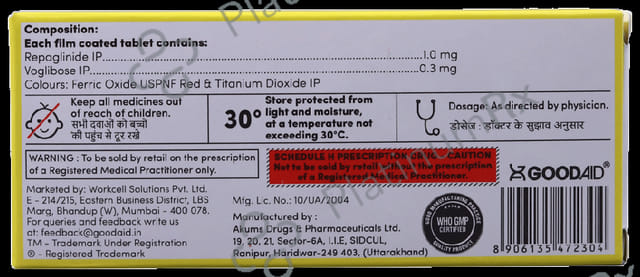 Composition:
Each film coated tablet contains:
Repaglinide IP.....1.0 mg
Voglibose IP.....0.3 mg
Colours: Ferric Oxide USPNF Red & Titanium Dioxide IP
Keep all medicines out
of reach of children.
सभी दवाओं को बच्चों
की पहुंच से दूर रखें
30°
Store protected from
light and moisture,
at a temperature not
exceeding 30°C.
Dosage: As directed by physician.
डोसेज : डॉक्टर के सुझाव अनुसार
WARNING : To be sold by retail on the prescription
of a Registered Medical Practitioner only.
SCHEDULE H PRESCRIPTION DRUG - CAUTION
Not to be sold by retail without the prescription
of a Registered Medical Practitioner.
GOODAID®
Marketed by: Workcell Solutions Pvt. Ltd.
E - 214/215, Eastern Business District, LBS
Marg, Bhandup (W), Mumbai - 400 078.
For queries and feedback write us
at: feedback@goodaid.in
TM - Trademark Under Registration
® - Registered Trademark
Mfg. Lic. No.: 10/UA/2004
Manufactured by :
Akums Drugs & Pharmaceuticals Ltd.
19, 20, 21, Sector-6A, I.I.E, SIDCUL,
Ranipur, Haridwar-249 403, (Uttarakhand)
GOOD MANUFACTURING PRACTICE
WHO GMP
CERTIFIED
QUALITY PRODUCT
8 906135 472304
PlatinumRx